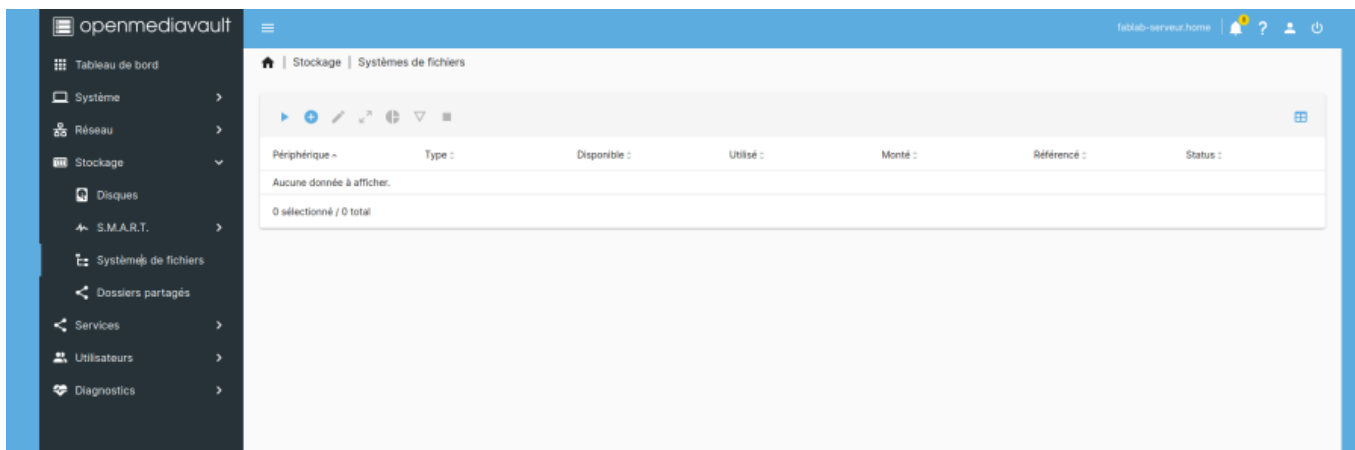 openmediavault
fablab-serveur.home
?
Tableau de bord
Système
Réseau
Stockage
Disques
S.M.A.R.T.
Systèmes de fichiers
Dossiers partagés
Services
Utilisateurs
Diagnostics
| Stockage | Systèmes de fichiers
Périphérique Type Disponible Utilisé Monté Référencé Status
Aucune donnée à afficher.
0 sélectionné / 0 total